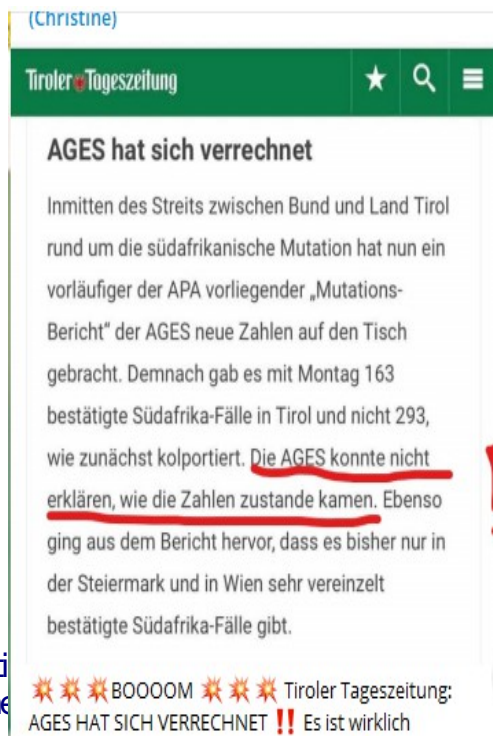 (Christine)
Tiroler Tageszeitung
AGES hat sich verrechnet
Inmitten des Streits zwischen Bund und Land Tirol
rund um die südafrikanische Mutation hat nun ein
vorläufiger der APA vorliegender „Mutations-
Bericht“ der AGES neue Zahlen auf den Tisch
gebracht. Demnach gab es mit Montag 163
bestätigte Südafrika-Fälle in Tirol und nicht 293,
wie zunächst kolportiert. Die AGES konnte nicht
erklären, wie die Zahlen zustande kamen. Ebenso
ging aus dem Bericht hervor, dass es bisher nur in
der Steiermark und in Wien sehr vereinzelt
bestätigte Südafrika-Fälle gibt.
💥 💥 💥 BOOOOM 💥 💥 💥 Tiroler Tageszeitung:
AGES HAT SICH VERRECHNET ‼️ Es ist wirklich